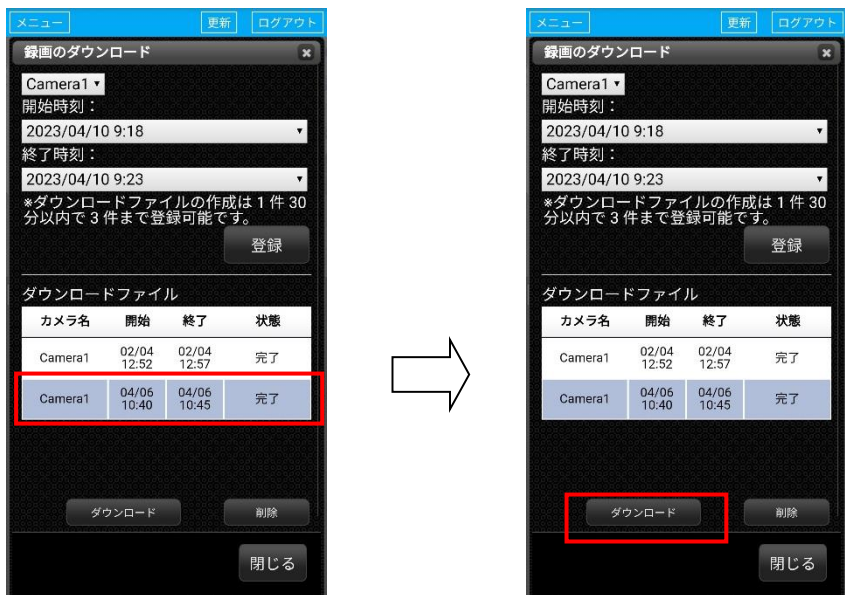 メニュー 更新 ログアウト
録画のダウンロード
Camera1
開始時刻：
2023/04/10 9:18
終了時刻：
2023/04/10 9:23
*ダウンロードファイルの作成は 1 件 30
分以内で 3 件まで登録可能です。
登録
ダウンロードファイル
カメラ名 開始 終了 状態
Camera1 02/04 12:52 02/04 12:57 完了
Camera1 04/06 10:40 04/06 10:45 完了
ダウンロード 削除
閉じる
メニュー 更新 ログアウト
録画のダウンロード
Camera1
開始時刻：
2023/04/10 9:18
終了時刻：
2023/04/10 9:23
*ダウンロードファイルの作成は 1 件 30
分以内で 3 件まで登録可能です。
登録
ダウンロードファイル
カメラ名 開始 終了 状態
Camera1 02/04 12:52 02/04 12:57 完了
Camera1 04/06 10:40 04/06 10:45 完了
ダウンロード 削除
閉じる